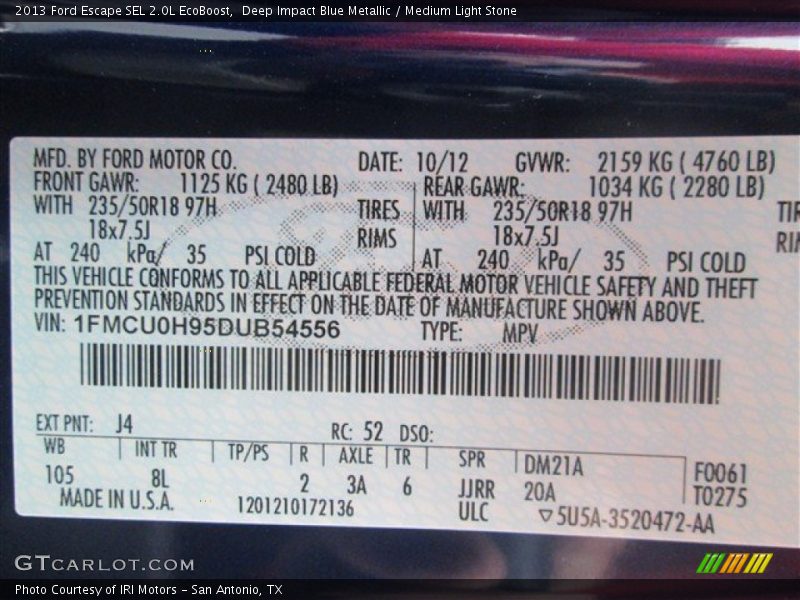 2013 Ford Escape SEL 2.0L EcoBoost, Deep Impact Blue Metallic / Medium Light Stone
MFD. BY FORD MOTOR CO. DATE: 10/12 GVWR: 2159 KG ( 4760 LB)
FRONT GAWR: 1125 KG ( 2480 LB) REAR GAWR: 1034 KG ( 2280 LB)
WITH 235/50R18 97H TIRES WITH 235/50R18 97H
18x7.5J RIMS 18x7.5J
AT 240 kPa/ 35 PSI COLD AT 240 kPa/ 35 PSI COLD
THIS VEHICLE CONFORMS TO ALL APPLICABLE FEDERAL MOTOR VEHICLE SAFETY AND THEFT
PREVENTION STANDARDS IN EFFECT ON THE DATE OF MANUFACTURE SHOWN ABOVE.
VIN: 1FMCU0H95DUB54556 TYPE: MPV
EXT PNT: J4 RC: 52 DSO:
WB INT TR TP/PS R AXLE TR SPR DM21A F0061
105 8L 2 3A 6 JJRR 20A T0275
MADE IN U.S.A. 1201210172136 ULC ▽5U5A-3520472-AA
GTCARLOT.COM
Photo Courtesy of IRI Motors – San Antonio, TX